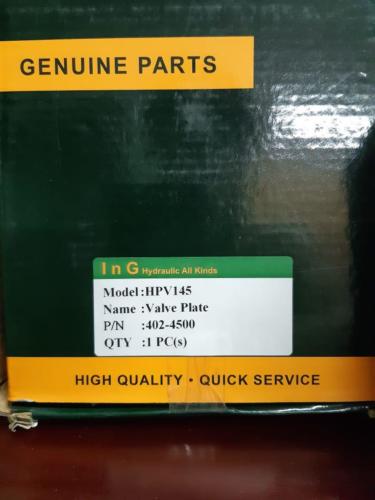 GENUINE PARTS
I n G Hydraulic All Kinds
Model :HPV145
Name :Valve Plate
P/N :402-4500
QTY :1 PC(s)
HIGH QUALITY · QUICK SERVICE